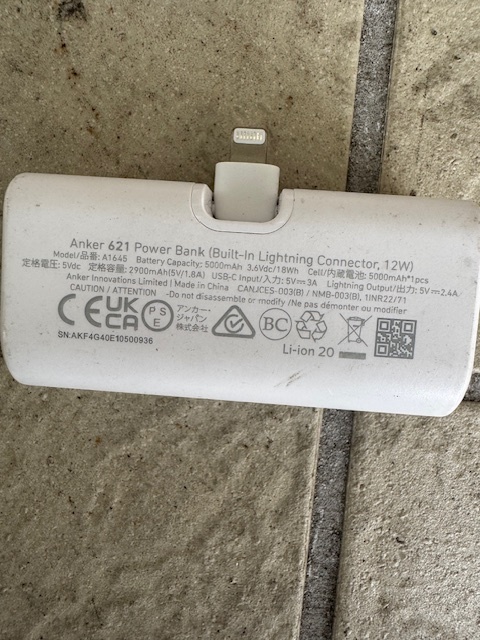 Anker 621 Power Bank (Built-In Lightning Connector, 12W)
Model/品番: A1645 Battery Capacity: 5000mAh 3.6Vdc/18Wh Cell/内蔵電池: 5000mAh*1pcs
定格電圧: 5Vdc 定格容量: 2900mAh(5V/1.8A) USB-C Input/入力: 5V⎓3A Lightning Output/出力: 5V⎓2.4A
Anker Innovations Limited | Made in China CAN.ICES-003(B) / NMB-003(B), 1INR22/71
CAUTION / ATTENTION -Do not disassemble or modify /Ne pas démonter ou modifier
CE UK CA PSE アンカー・ジャパン株式会社 BC
Li-ion 20
SN:AKF4G40E10500936